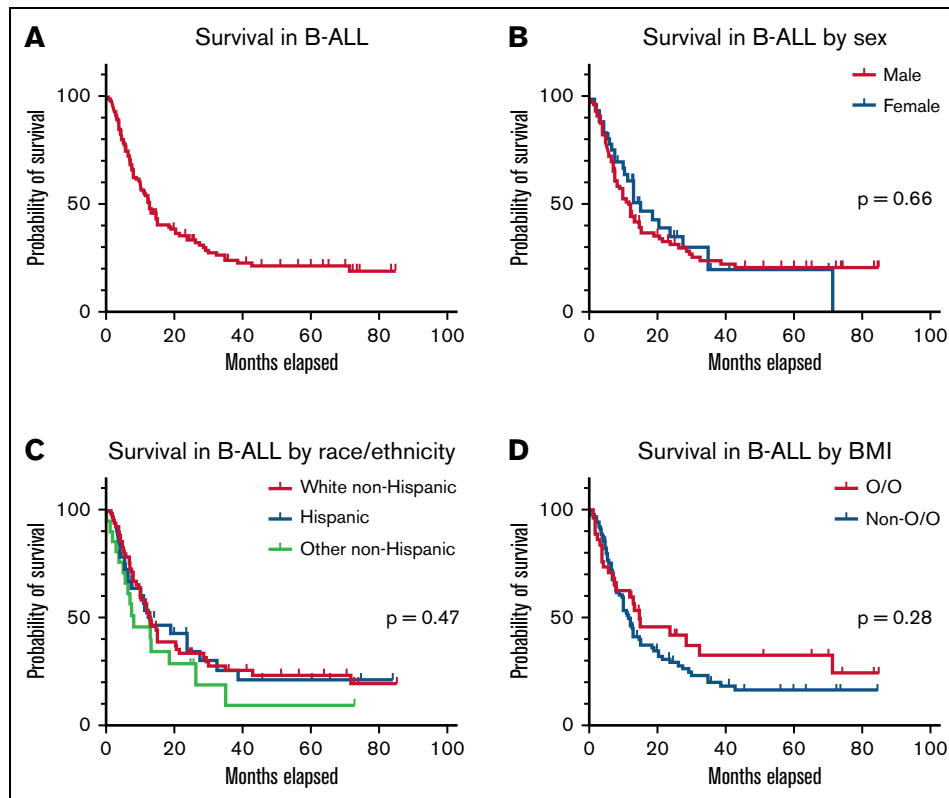 A
Survival in B-ALL
Probability of survival
100
50
0
0 20 40 60 80 100
Months elapsed
B
Survival in B-ALL by sex
Male
Female
p = 0.66
Probability of survival
100
50
0
0 20 40 60 80 100
Months elapsed
C
Survival in B-ALL by race/ethnicity
White non-Hispanic
Hispanic
Other non-Hispanic
p = 0.47
Probability of survival
100
50
0
0 20 40 60 80 100
Months elapsed
D
Survival in B-ALL by BMI
O/O
Non-O/O
p = 0.28
Probability of survival
100
50
0
0 20 40 60 80 100
Months elapsed